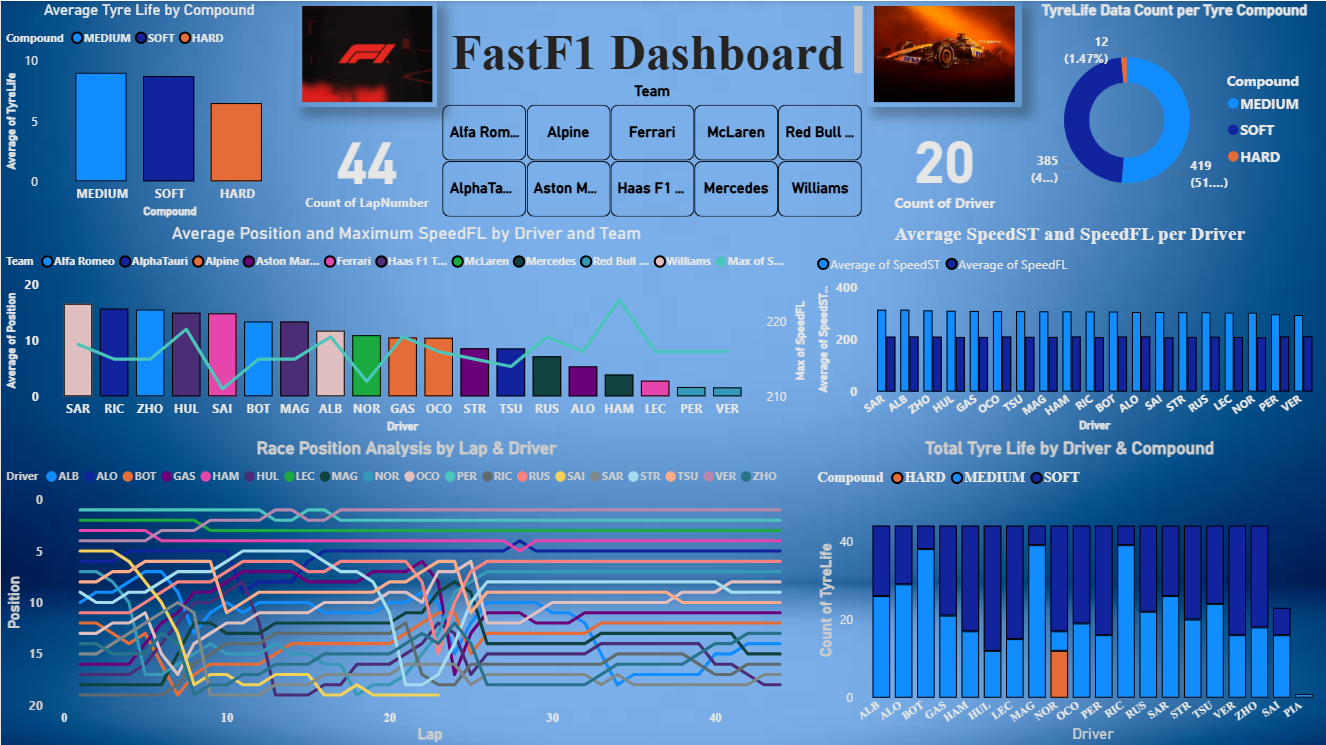 Average Tyre Life by Compound
Compound MEDIUM SOFT HARD
Average of TyreLife
10
5
0
MEDIUM SOFT HARD
Compound
F1
FastF1 Dashboard
Team
Alfa Rom... Alpine Ferrari McLaren Red Bull ...
AlphaTa... Aston M... Haas F1 ... Mercedes Williams
44
Count of LapNumber
20
Count of Driver
TyreLife Data Count per Tyre Compound
12
(1.47%)
385
(4...)
419
(51....)
Compound
MEDIUM
SOFT
HARD
Average Position and Maximum SpeedFL by Driver and Team
Team Alfa Romeo AlphaTauri Alpine Aston Mar... Ferrari Haas F1 T... McLaren Mercedes Red Bull ... Williams Max of S...
Average of Position
20
10
0
220
210
Max of SpeedFL
SAR RIC ZHO HUL SAI BOT MAG ALB NOR GAS OCO STR TSU RUS ALO HAM LEC PER VER
Driver
Average SpeedST and SpeedFL per Driver
Average of SpeedST Average of SpeedFL
Average of SpeedST...
400
200
0
SAR ALB ZHO HUL GAS OCO TSU MAG HAM RIC BOT ALO SAI STR RUS LEC NOR PER VER
Driver
Race Position Analysis by Lap & Driver
Driver ALB ALO BOT GAS HAM HUL LEC MAG NOR OCO PER RIC RUS SAI SAR STR TSU VER ZHO
Position
0
5
10
15
20
0 10 20 30 40
Lap
Total Tyre Life by Driver & Compound
Compound HARD MEDIUM SOFT
Count of TyreLife
40
20
0
ALB ALO BOT GAS HAM HUL LEC MAG NOR OCO PER RIC RUS SAR STR TSU VER ZHO SAI PIA
Driver